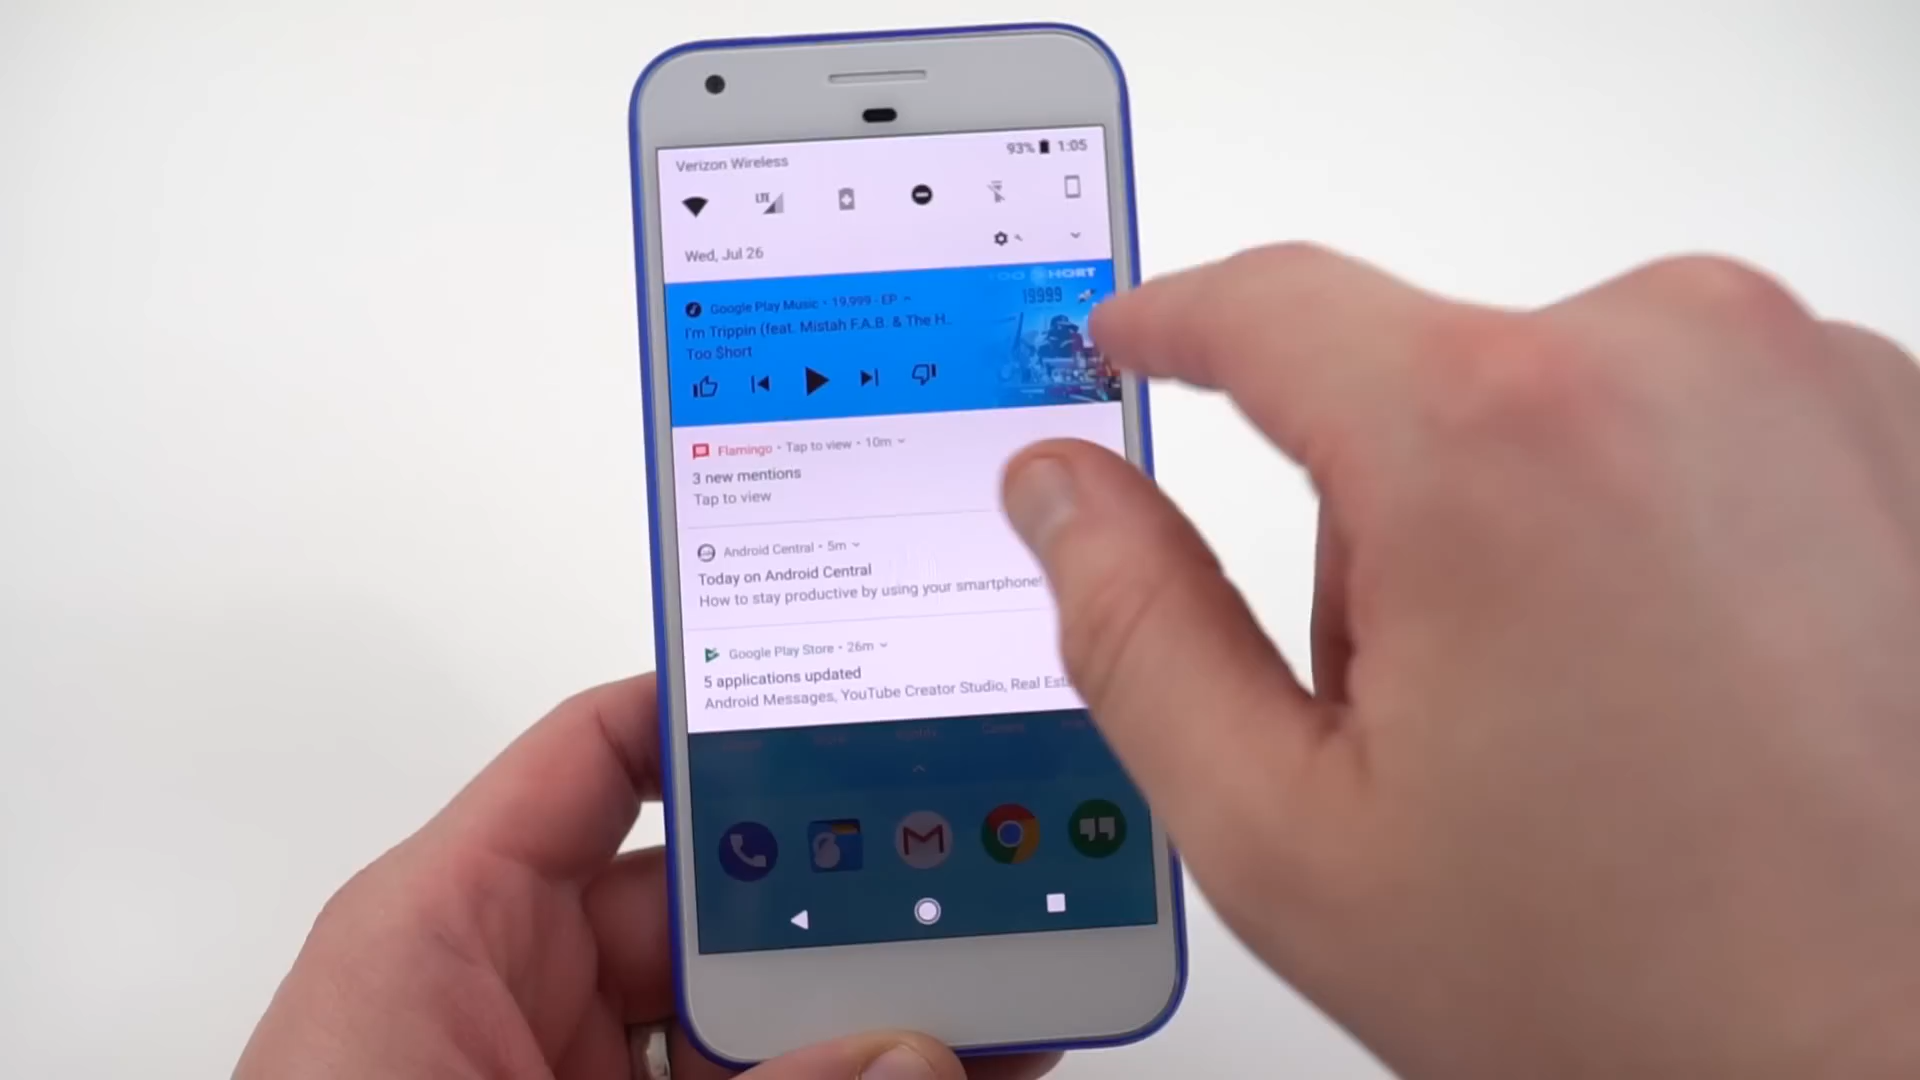 Verizon Wireless
93% 1:05
LTE
Wed, Jul 26
Google Play Music • 19,999 - EP
I'm Trippin (feat. Mistah F.A.B. & The H..
Too $hort
19999
Flamingo • Tap to view • 10m
3 new mentions
Tap to view
Android Central • 5m
Today on Android Central
How to stay productive by using your smartphone!
Google Play Store • 26m
5 applications updated
Android Messages, YouTube Creator Studio, Real Est